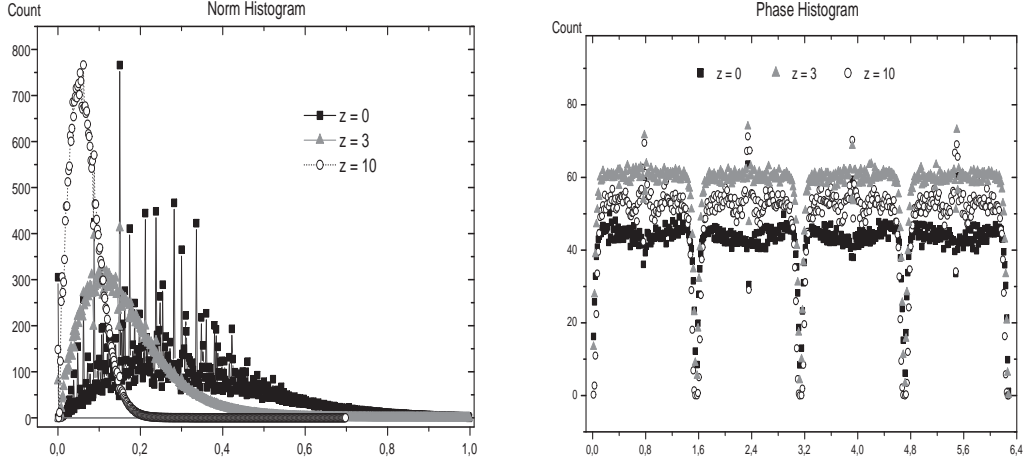 Norm Histogram
Count
800
700
600
500
400
300
200
100
0
z = 0
z = 3
z = 10
0,0 0,2 0,4 0,6 0,8 1,0
Phase Histogram
Count
80
60
40
20
0
z = 0 z = 3 z = 10
0,0 0,8 1,6 2,4 3,2 4,0 4,8 5,6 6,4